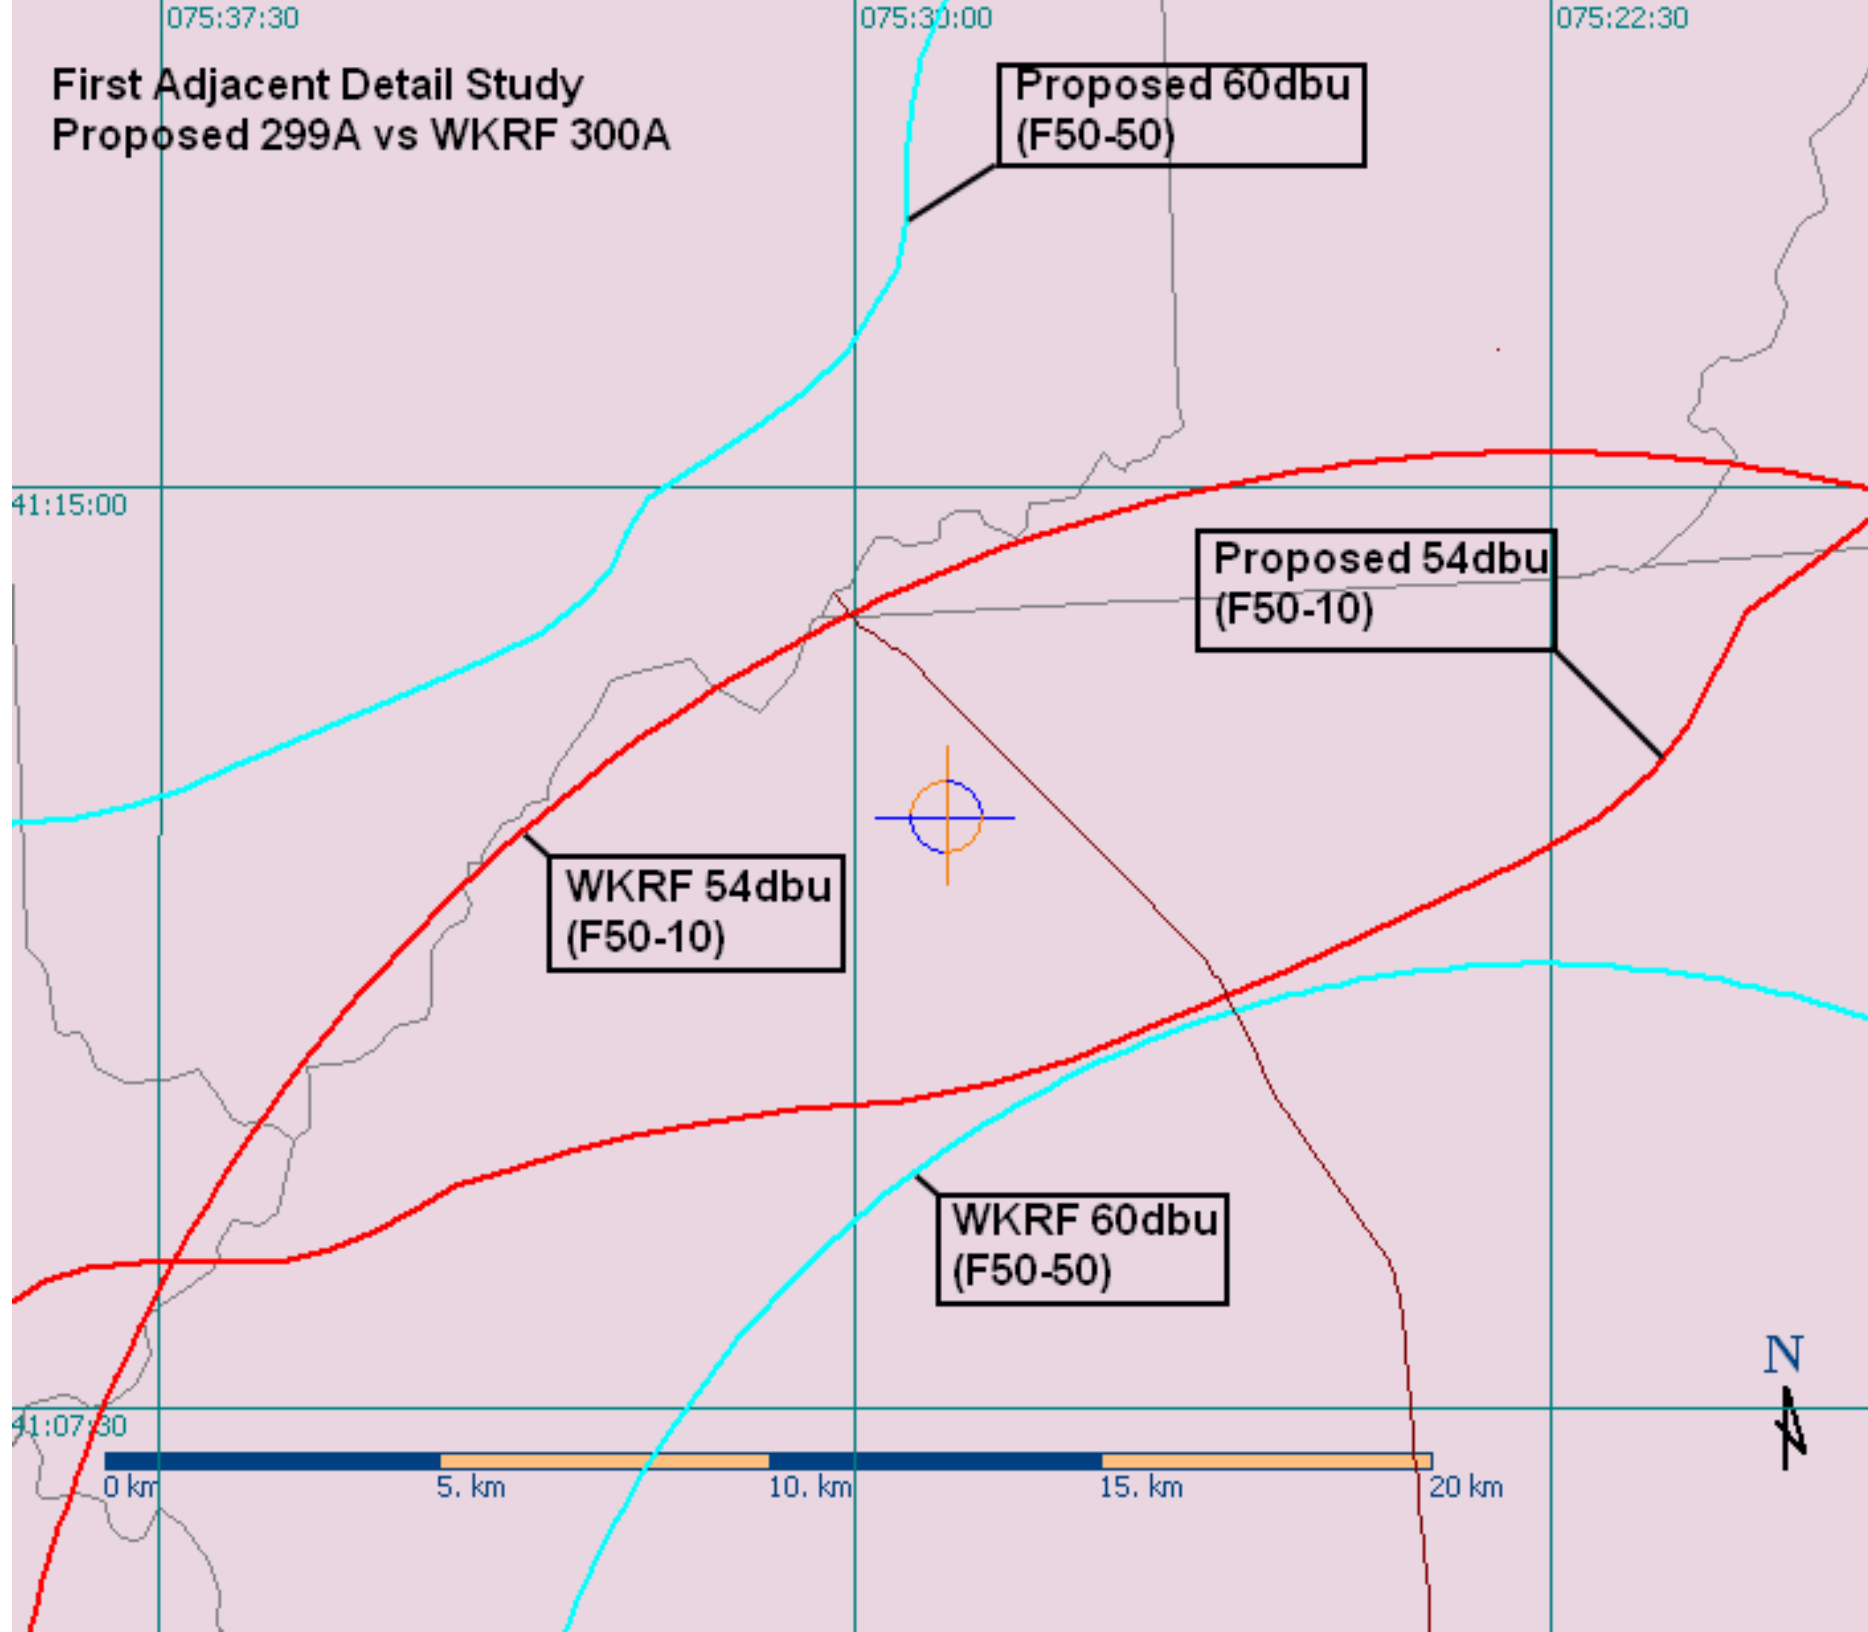 075:37:30
075:30:00
075:22:30
First Adjacent Detail Study
Proposed 299A vs WKRF 300A
Proposed 60dbu
(F50-50)
41:15:00
Proposed 54dbu
(F50-10)
WKRF 54dbu
(F50-10)
WKRF 60dbu
(F50-50)
N
41:07:30
0 km
5. km
10. km
15. km
20 km